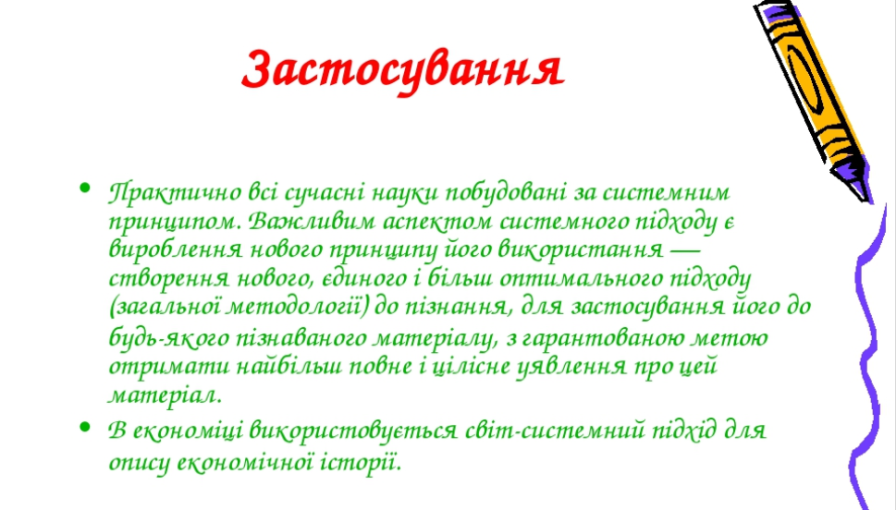 Застосування
• Практично всі сучасні науки побудовані за системним
принципом. Важливим аспектом системного підходу є
вироблення нового принципу його використання —
створення нового, єдиного і більш оптимального підходу
(загальної методології) до пізнання, для застосування його до
будь-якого пізнаваного матеріалу, з гарантованою метою
отримати найбільш повне і цілісне уявлення про цей
матеріал.
• В економіці використовується світ-системний підхід для
опису економічної історії.